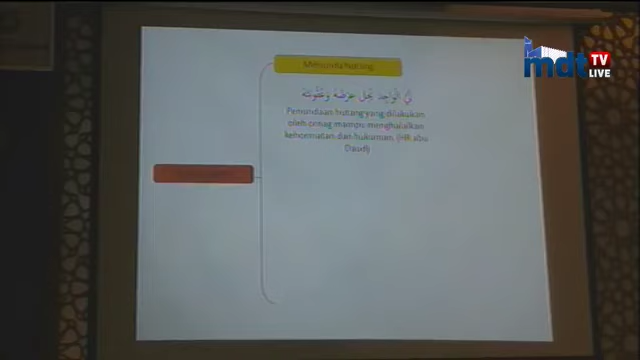 mdt TV
LIVE
Menunda hutang
لَيُّ الْوَاجِدِ يُحِلُّ عِرْضَهُ وَعُقُوبَتَهُ
Penundaan hutang yang dilakukan
oleh orang mampu menghalalkan
kehormatan dan hukuman. (HR abu
Daud)